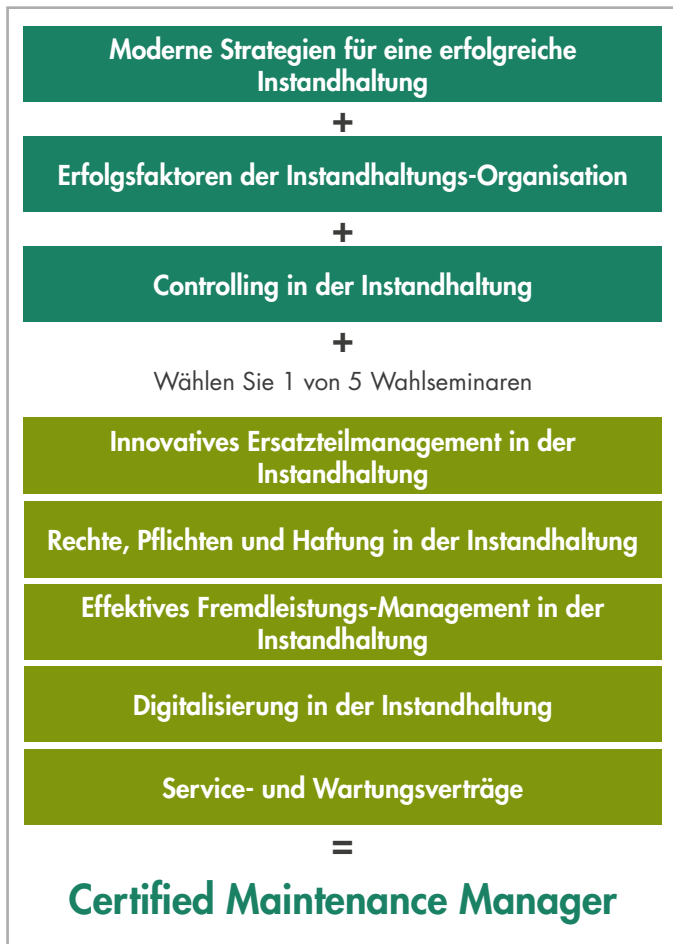 Moderne Strategien für eine erfolgreiche
Instandhaltung
+
Erfolgsfaktoren der Instandhaltungs-Organisation
+
Controlling in der Instandhaltung
+
Wählen Sie 1 von 5 Wahlseminaren
Innovatives Ersatzteilmanagement in der
Instandhaltung
Rechte, Pflichten und Haftung in der Instandhaltung
Effektives Fremdleistungs-Management in der
Instandhaltung
Digitalisierung in der Instandhaltung
Service- und Wartungsverträge
=
Certified Maintenance Manager